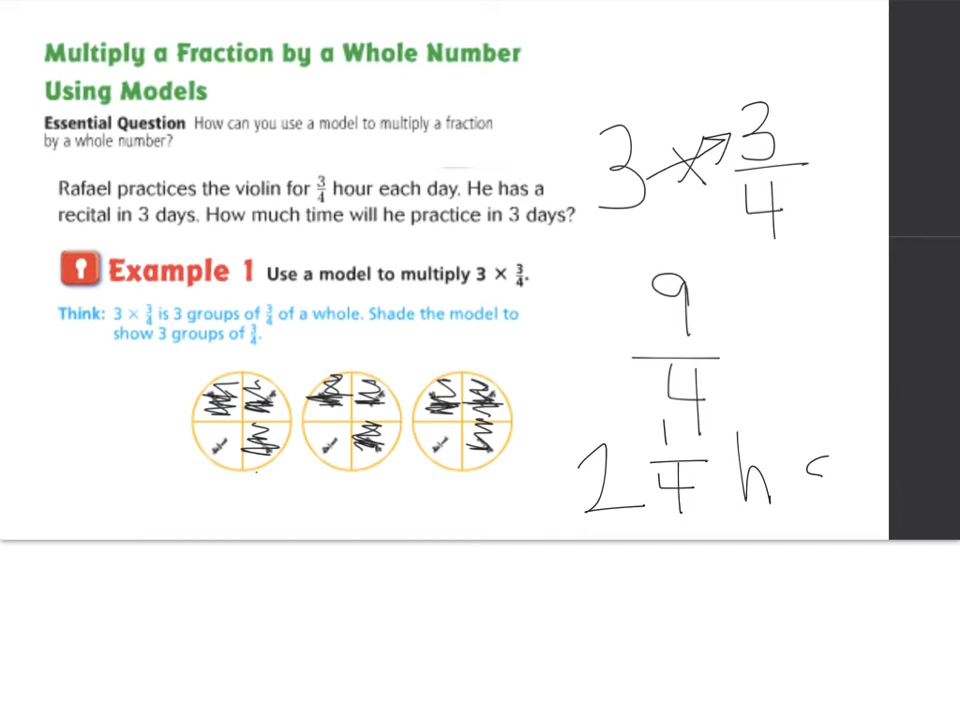 Multiply a Fraction by a Whole Number
Using Models
Essential Question How can you use a model to multiply a fraction
by a whole number?
Rafael practices the violin for 3/4 hour each day. He has a
recital in 3 days. How much time will he practice in 3 days?
Example 1 Use a model to multiply 3 × 3/4.
Think: 3 × 3/4 is 3 groups of 3/4 of a whole. Shade the model to
show 3 groups of 3/4.
3 × 3/4
9/4
2 1/4 h